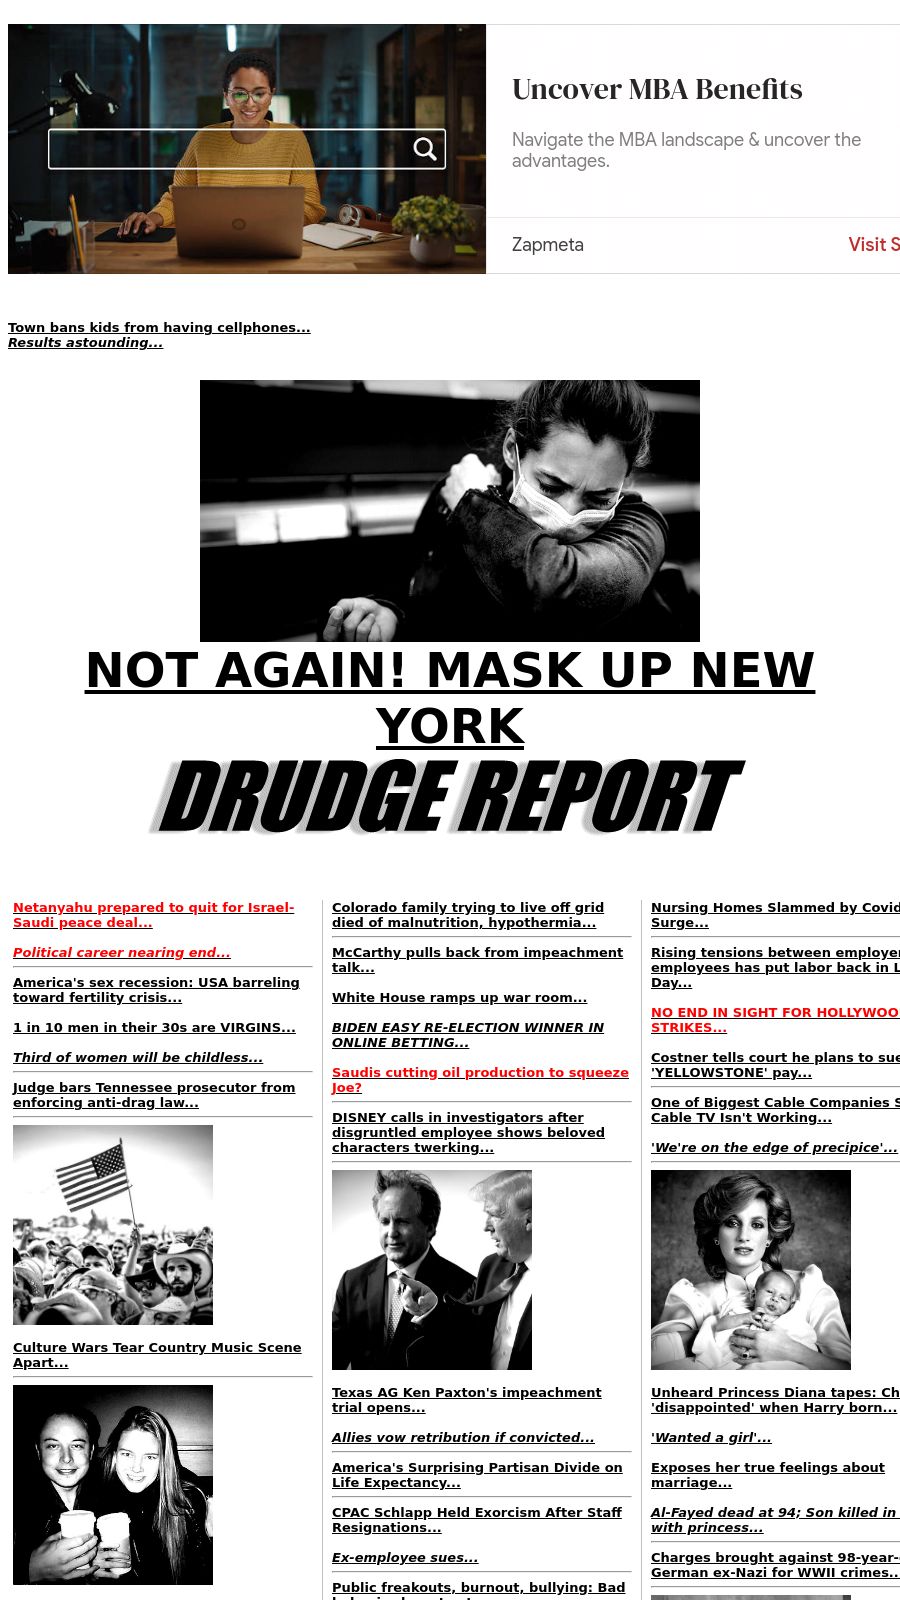 Uncover MBA Benefits
Navigate the MBA landscape & uncover the
advantages.
Zapmeta
Visit S
Town bans kids from having cellphones...
Results astounding...
NOT AGAIN! MASK UP NEW
YORK
DRUDGE REPORT
Netanyahu prepared to quit for Israel-
Saudi peace deal...
Political career nearing end...
America's sex recession: USA barreling
toward fertility crisis...
1 in 10 men in their 30s are VIRGINS...
Third of women will be childless...
Judge bars Tennessee prosecutor from
enforcing anti-drag law...
Culture Wars Tear Country Music Scene
Apart...
Colorado family trying to live off grid
died of malnutrition, hypothermia...
McCarthy pulls back from impeachment
talk...
White House ramps up war room...
BIDEN EASY RE-ELECTION WINNER IN
ONLINE BETTING...
Saudis cutting oil production to squeeze
Joe?
DISNEY calls in investigators after
disgruntled employee shows beloved
characters twerking...
Texas AG Ken Paxton's impeachment
trial opens...
Allies vow retribution if convicted...
America's Surprising Partisan Divide on
Life Expectancy...
CPAC Schlapp Held Exorcism After Staff
Resignations...
Ex-employee sues...
Public freakouts, burnout, bullying: Bad
Nursing Homes Slammed by Covid
Surge...
Rising tensions between employer
employees has put labor back in L
Day...
NO END IN SIGHT FOR HOLLYWOO
STRIKES...
Costner tells court he plans to sue
'YELLOWSTONE' pay...
One of Biggest Cable Companies S
Cable TV Isn't Working...
'We're on the edge of precipice'...
Unheard Princess Diana tapes: Ch
'disappointed' when Harry born...
'Wanted a girl'...
Exposes her true feelings about
marriage...
Al-Fayed dead at 94; Son killed in
with princess...
Charges brought against 98-year-
German ex-Nazi for WWII crimes...